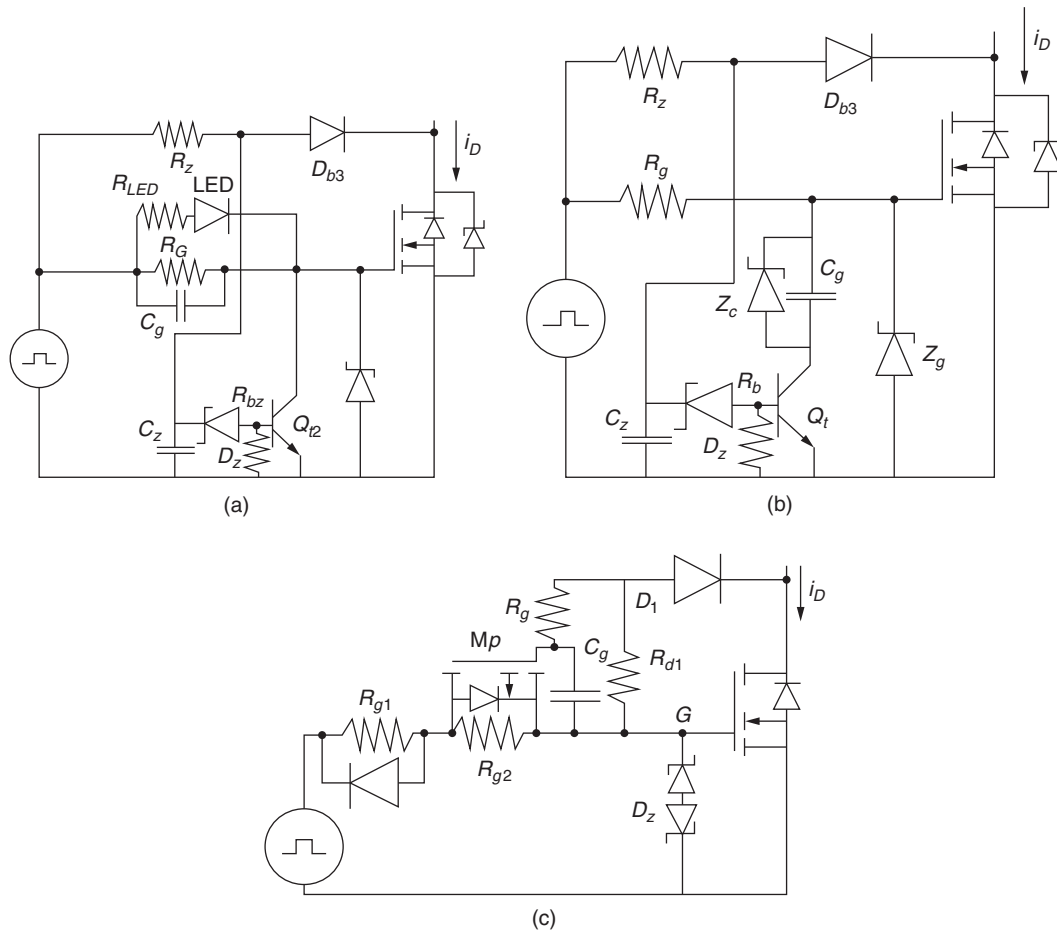 R_z
D_b3
i_D
R_LED
LED
R_G
C_g
R_bz
C_z
D_z
Q_t2
(a)
i_D
R_z
D_b3
R_g
Z_c
C_g
Z_g
R_b
C_z
D_z
Q_t
(b)
R_g
D_1
i_D
Mp
C_g
R_d1
R_g1
G
R_g2
D_z
(c)